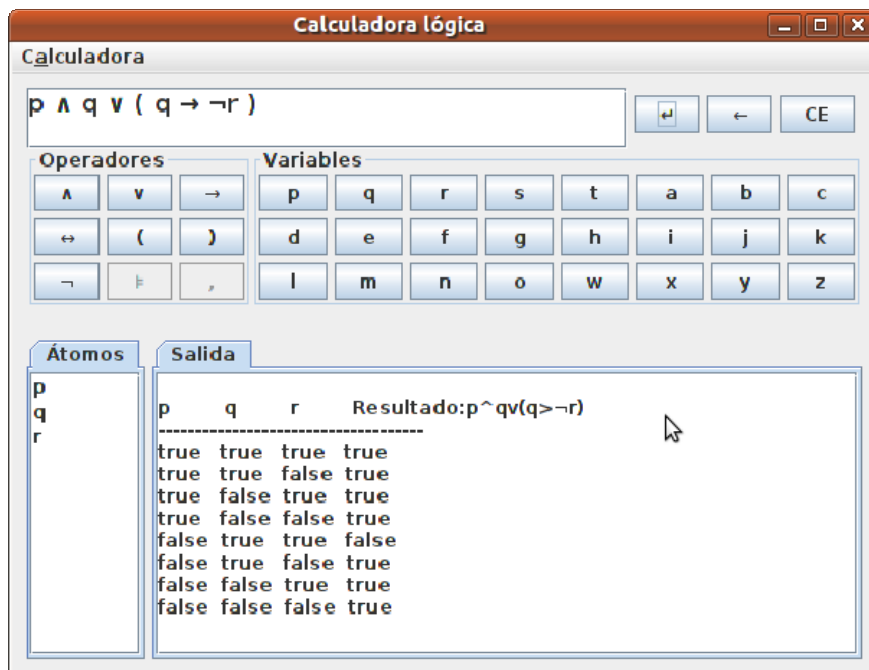 Calculadora lógica
Calculadora
p ∧ q ∨ ( q → ¬r )
↵ ← CE
Operadores Variables
∧ ∨ → p q r s t a b c
↔ ( ) d e f g h i j k
¬ ⊧ , l m n o w x y z
Átomos Salida
p
q
r
p q r Resultado:p^qv(q>¬r)
-------------------------------------
true true true true
true true false true
true false true true
true false false true
false true true false
false true false true
false false true true
false false false true